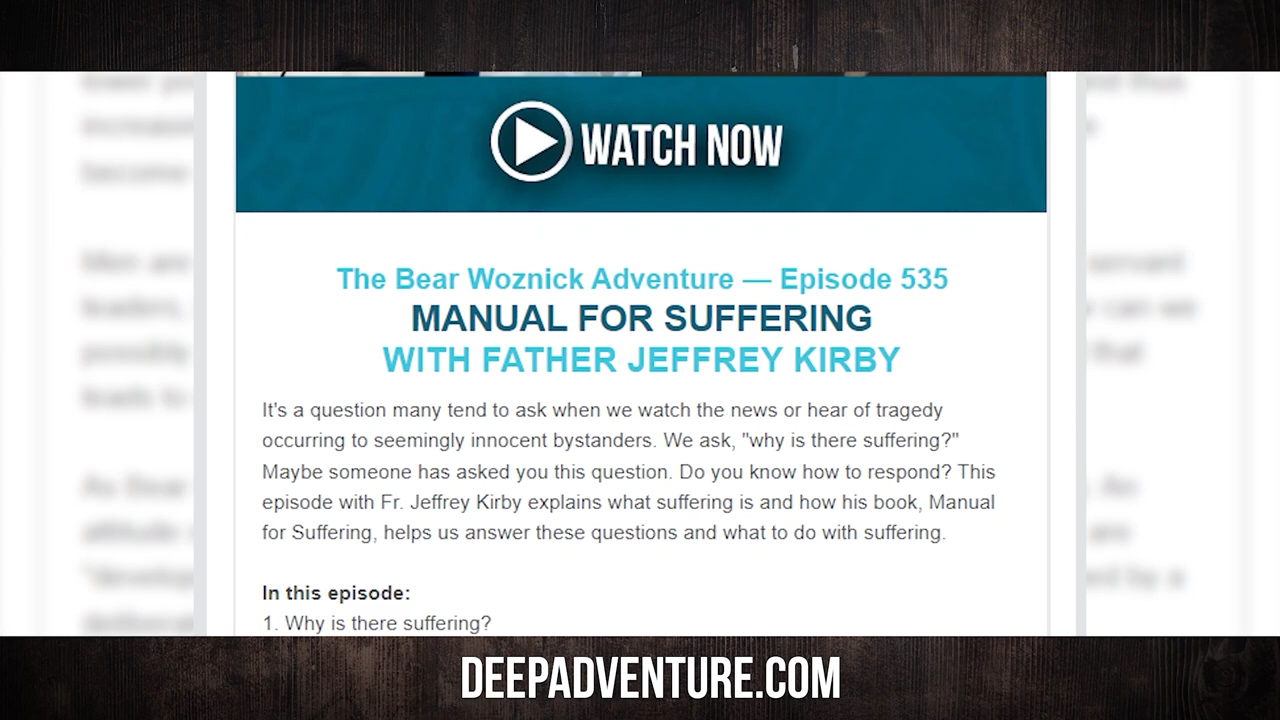 WATCH NOW
The Bear Woznick Adventure — Episode 535
MANUAL FOR SUFFERING
WITH FATHER JEFFREY KIRBY
It's a question many tend to ask when we watch the news or hear of tragedy
occurring to seemingly innocent bystanders. We ask, "why is there suffering?"
Maybe someone has asked you this question. Do you know how to respond? This
episode with Fr. Jeffrey Kirby explains what suffering is and how his book, Manual
for Suffering, helps us answer these questions and what to do with suffering.
In this episode:
1. Why is there suffering?
DEEPADVENTURE.COM